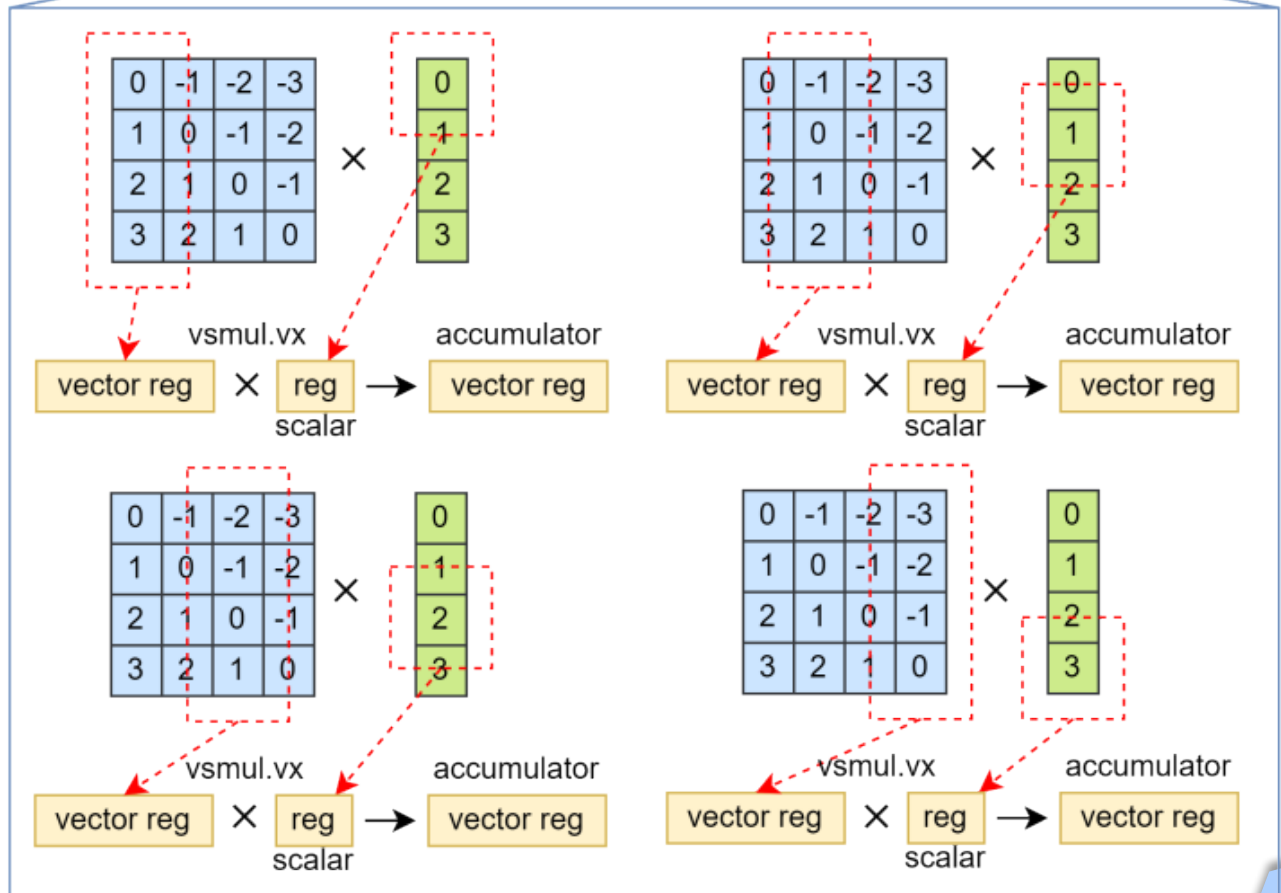 0 -1 -2 -3
1 0 -1 -2
2 1 0 -1
3 2 1 0
×
0
1
2
3
vsmul.vx accumulator
vector reg × reg vector reg
scalar
0 -1 -2 -3
1 0 -1 -2
2 1 0 -1
3 2 1 0
×
0
1
2
3
vsmul.vx accumulator
vector reg × reg vector reg
scalar
0 -1 -2 -3
1 0 -1 -2
2 1 0 -1
3 2 1 0
×
0
1
2
3
vsmul.vx accumulator
vector reg × reg vector reg
scalar
0 -1 -2 -3
1 0 -1 -2
2 1 0 -1
3 2 1 0
×
0
1
2
3
vsmul.vx accumulator
vector reg × reg vector reg
scalar